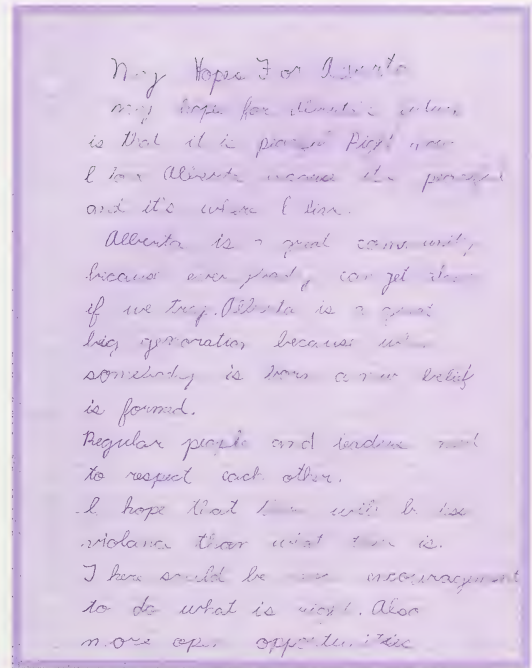 My Hopes For Alberta
My hope for
is that it is
I love Alberta because it's peaceful
and it's where I live.
Alberta is a great community
because everybody can get along
if we try. Alberta is a great
big generation because when
somebody is born a new belief
is formed.
Regular people and leaders need
to respect each other.
I hope that there will be less
violance than what there is.
There sould be more encouragement
to do what is right. Also
more open opportunities